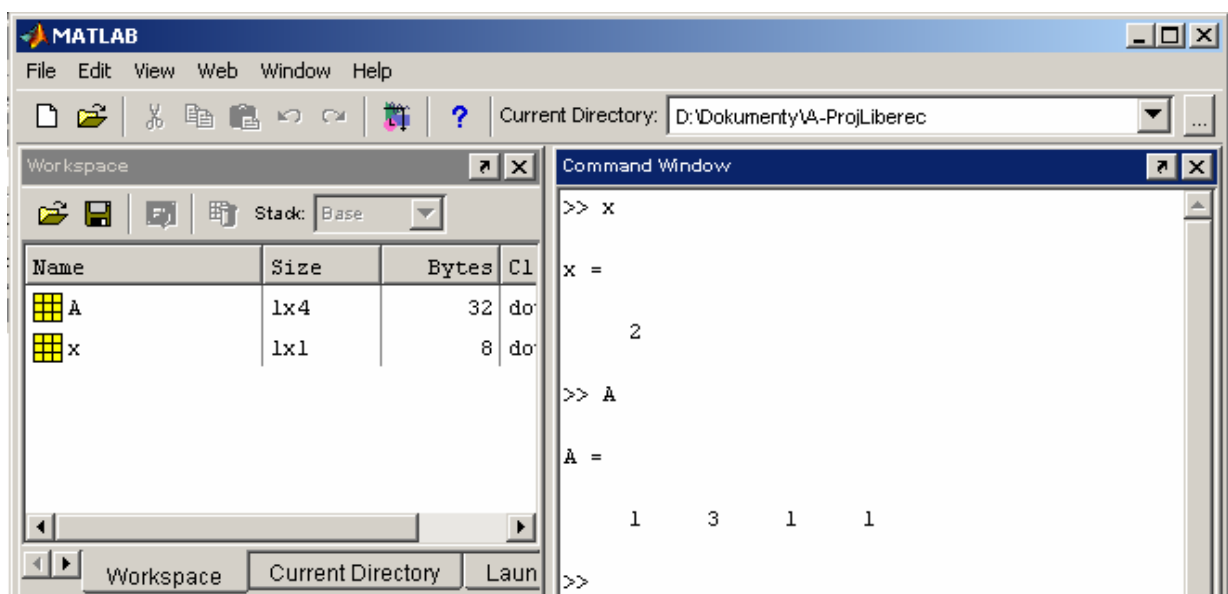 MATLAB
File Edit View Web Window Help
Current Directory: D:\Dokumenty\A-ProjLiberec ...
Workspace
Stack: Base
Name Size Bytes Cl
A 1x4 32 do
x 1x1 8 do
Workspace Current Directory Laun
Command Window
>> x
x =
2
>> A
A =
1 3 1 1
>>